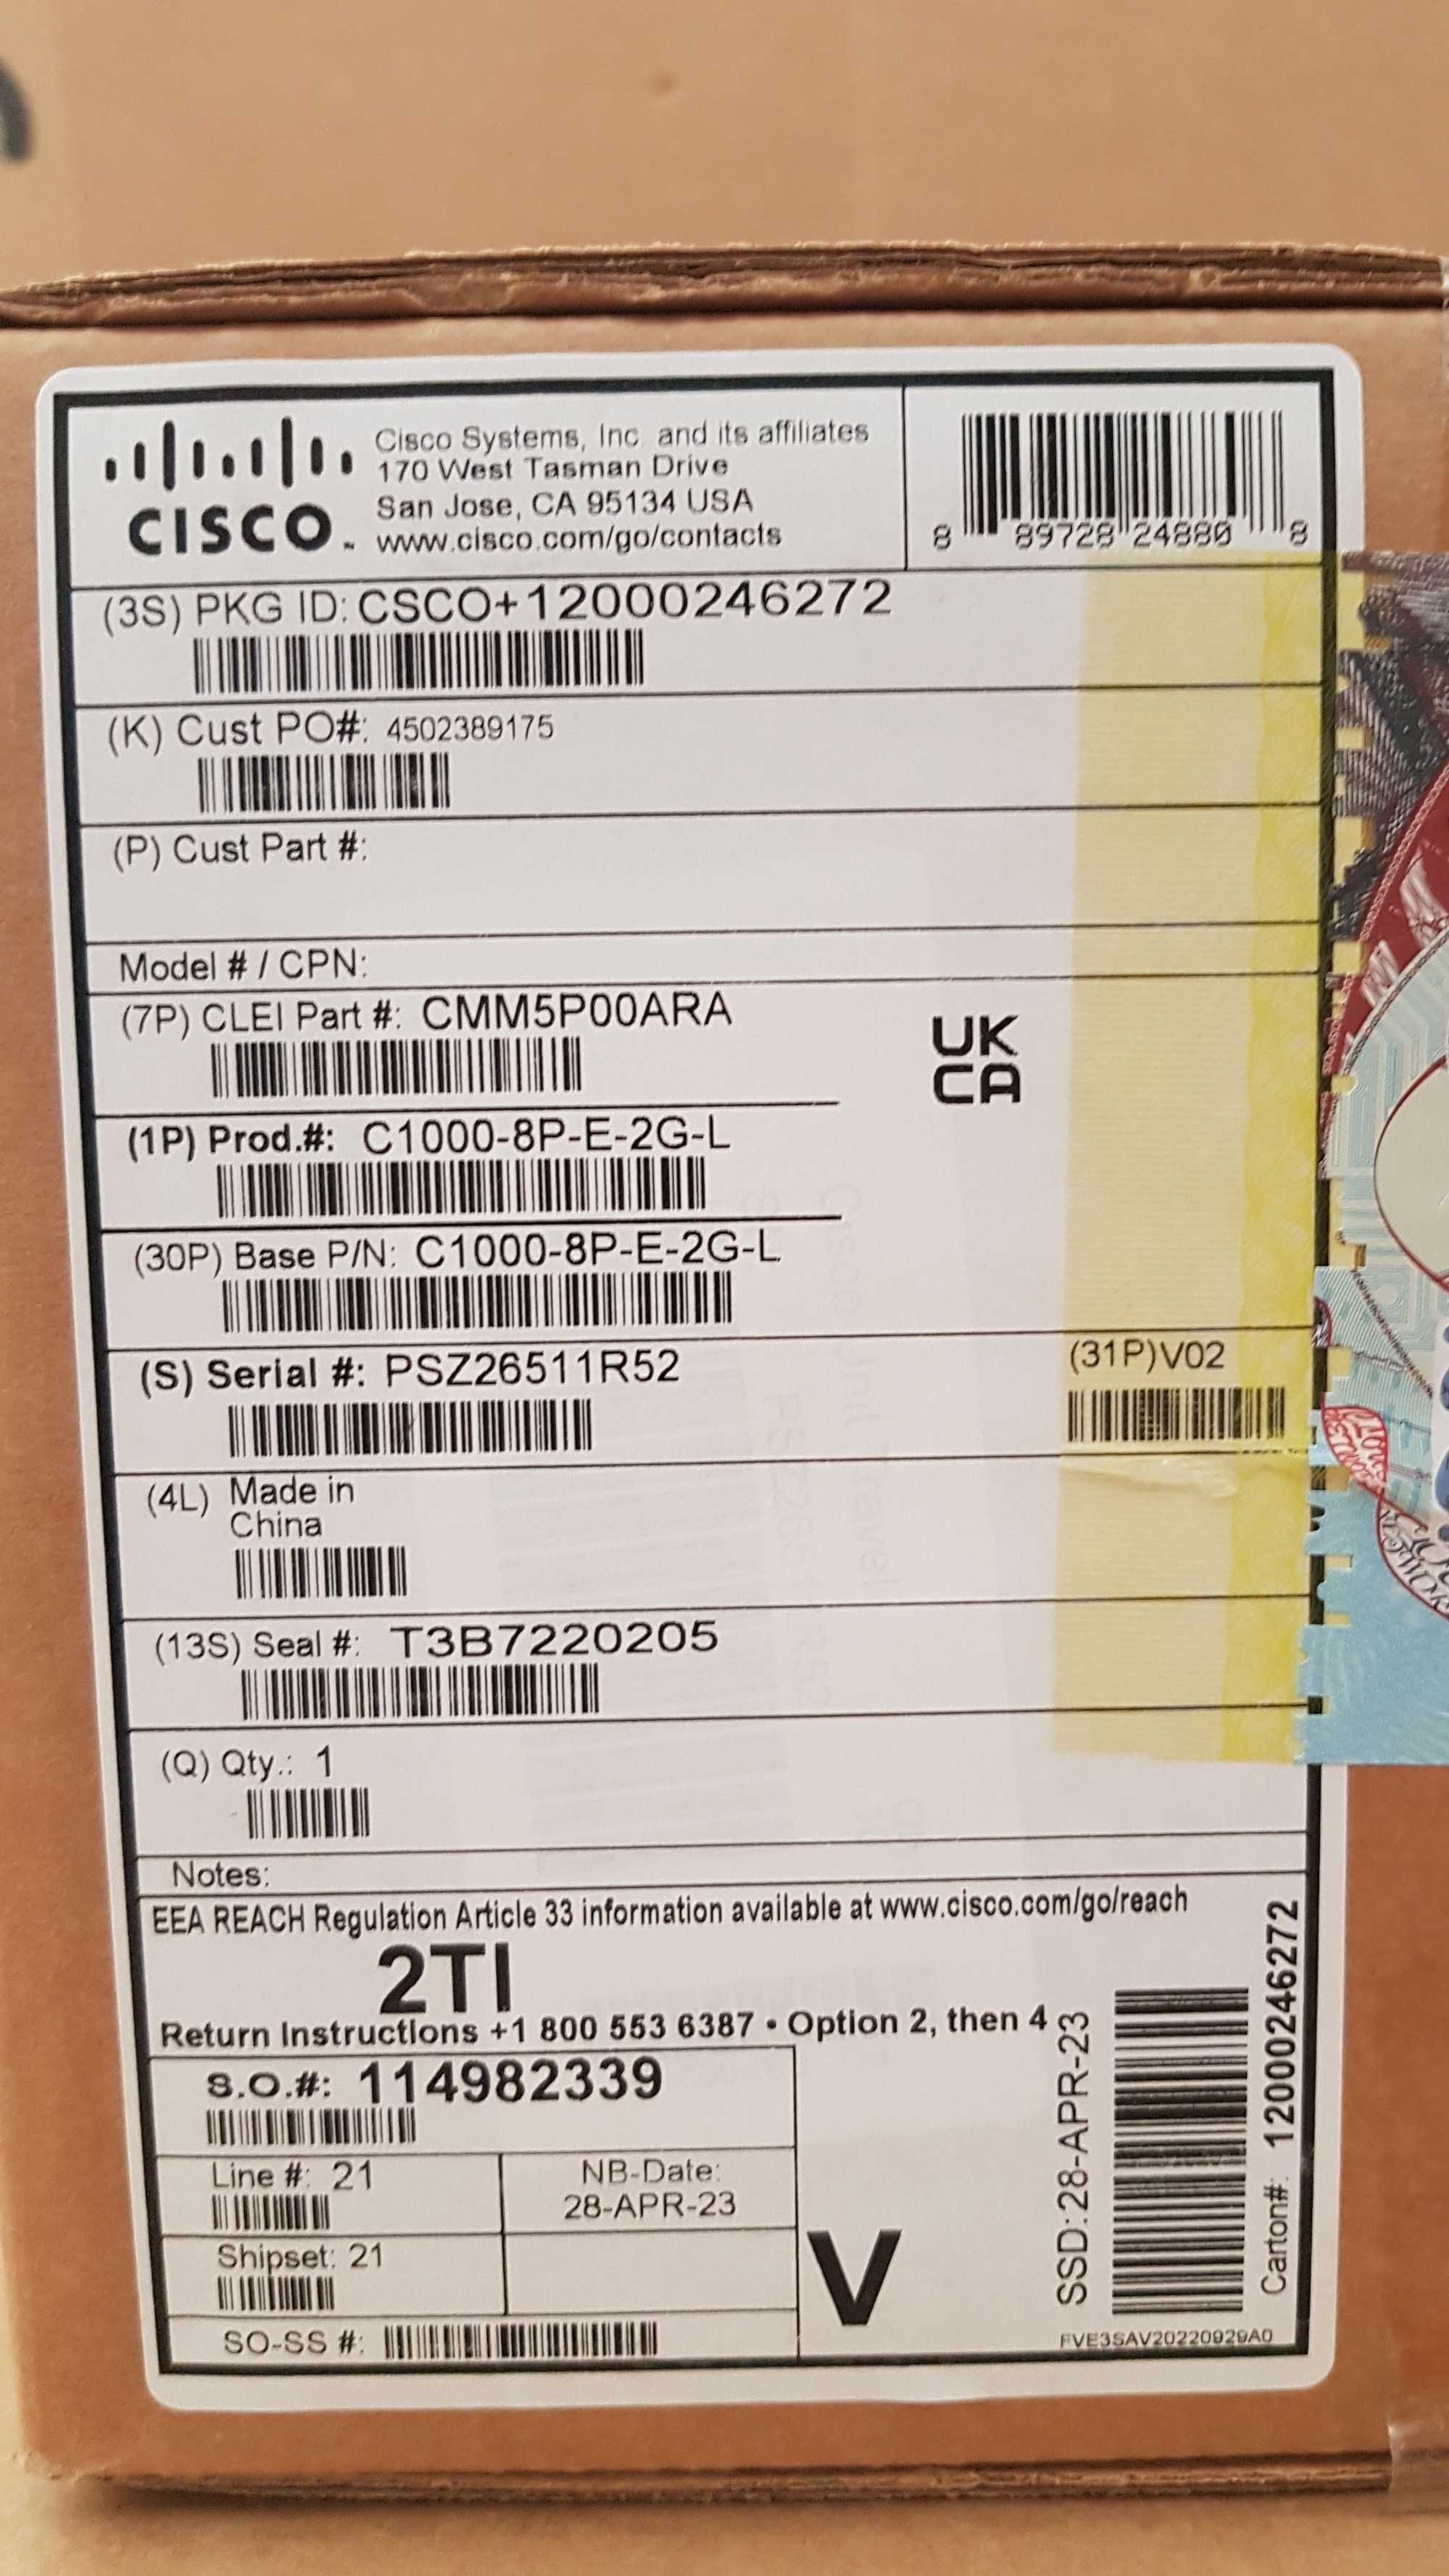 CISCO
Cisco Systems, Inc. and its affiliates
170 West Tasman Drive
San Jose, CA 95134 USA
www.cisco.com/go/contacts
8 89728 24880 8
(3S) PKG ID: CSCO+12000246272
(K) Cust PO#: 4502389175
(P) Cust Part #:
Model # / CPN:
(7P) CLEI Part #: CMM5P00ARA
UK
CA
(1P) Prod.#: C1000-8P-E-2G-L
(30P) Base P/N: C1000-8P-E-2G-L
(S) Serial #: PSZ26511R52
(31P)V02
(4L) Made in
China
(13S) Seal #: T3B7220205
(Q) Qty.: 1
Notes:
EEA REACH Regulation Article 33 information available at www.cisco.com/go/reach
2TI
Return Instructions +1 800 553 6387 • Option 2, then 4
S.O.#: 114982339
Line #: 21
NB-Date:
28-APR-23
Shipset: 21
SO-SS #:
V
SSD:28-APR-23
Carton#: 12000246272
FVE3SAV20220929A0